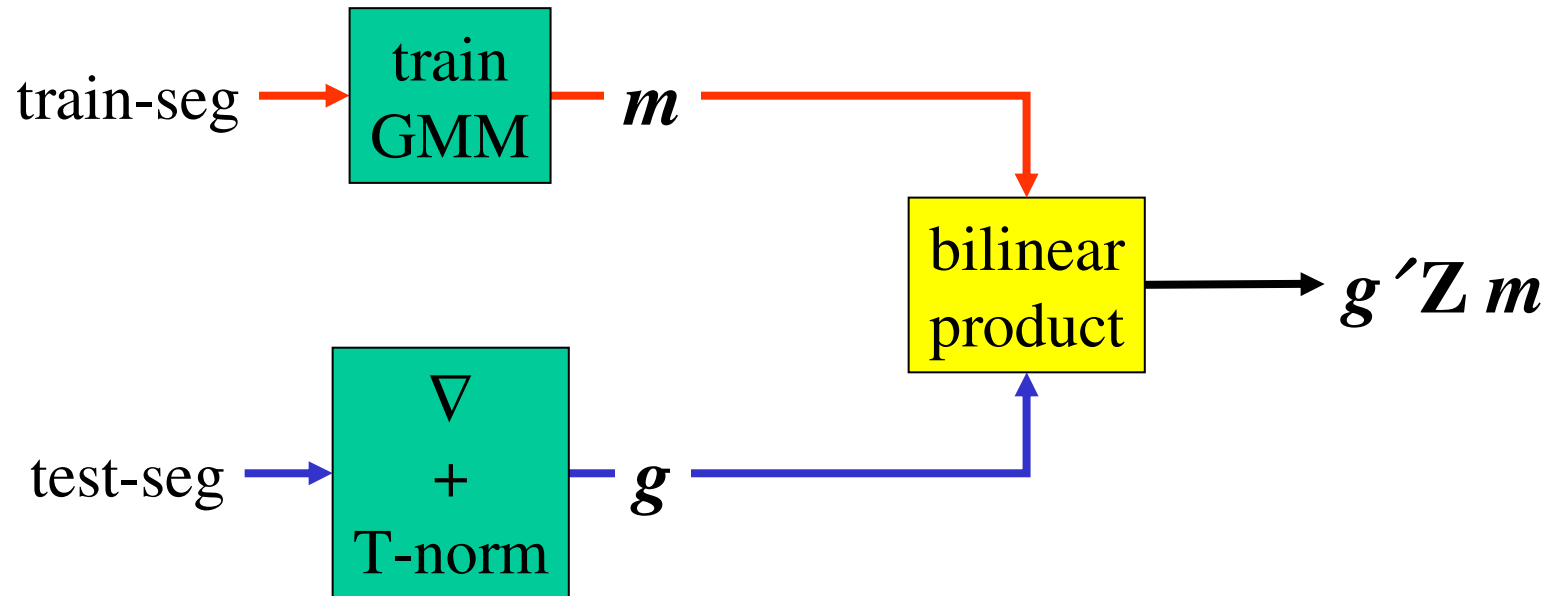 train-seg
train
GMM
m
bilinear
product
g ′Z m
test-seg
∇
+
T-norm
g